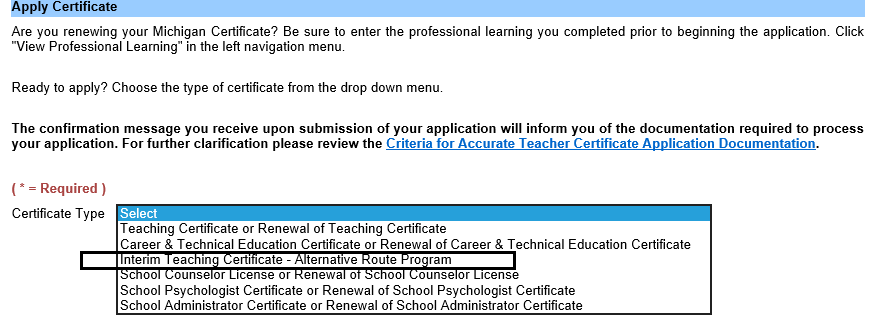 Apply Certificate
Are you renewing your Michigan Certificate? Be sure to enter the professional learning you completed prior to beginning the application. Click
"View Professional Learning" in the left navigation menu.
Ready to apply? Choose the type of certificate from the drop down menu.
The confirmation message you receive upon submission of your application will inform you of the documentation required to process
your application. For further clarification please review the Criteria for Accurate Teacher Certificate Application Documentation.
( * = Required )
Certificate Type Select
Teaching Certificate or Renewal of Teaching Certificate
Career & Technical Education Certificate or Renewal of Career & Technical Education Certificate
Interim Teaching Certificate - Alternative Route Program
School Counselor License or Renewal of School Counselor License
School Psychologist Certificate or Renewal of School Psychologist Certificate
School Administrator Certificate or Renewal of School Administrator Certificate